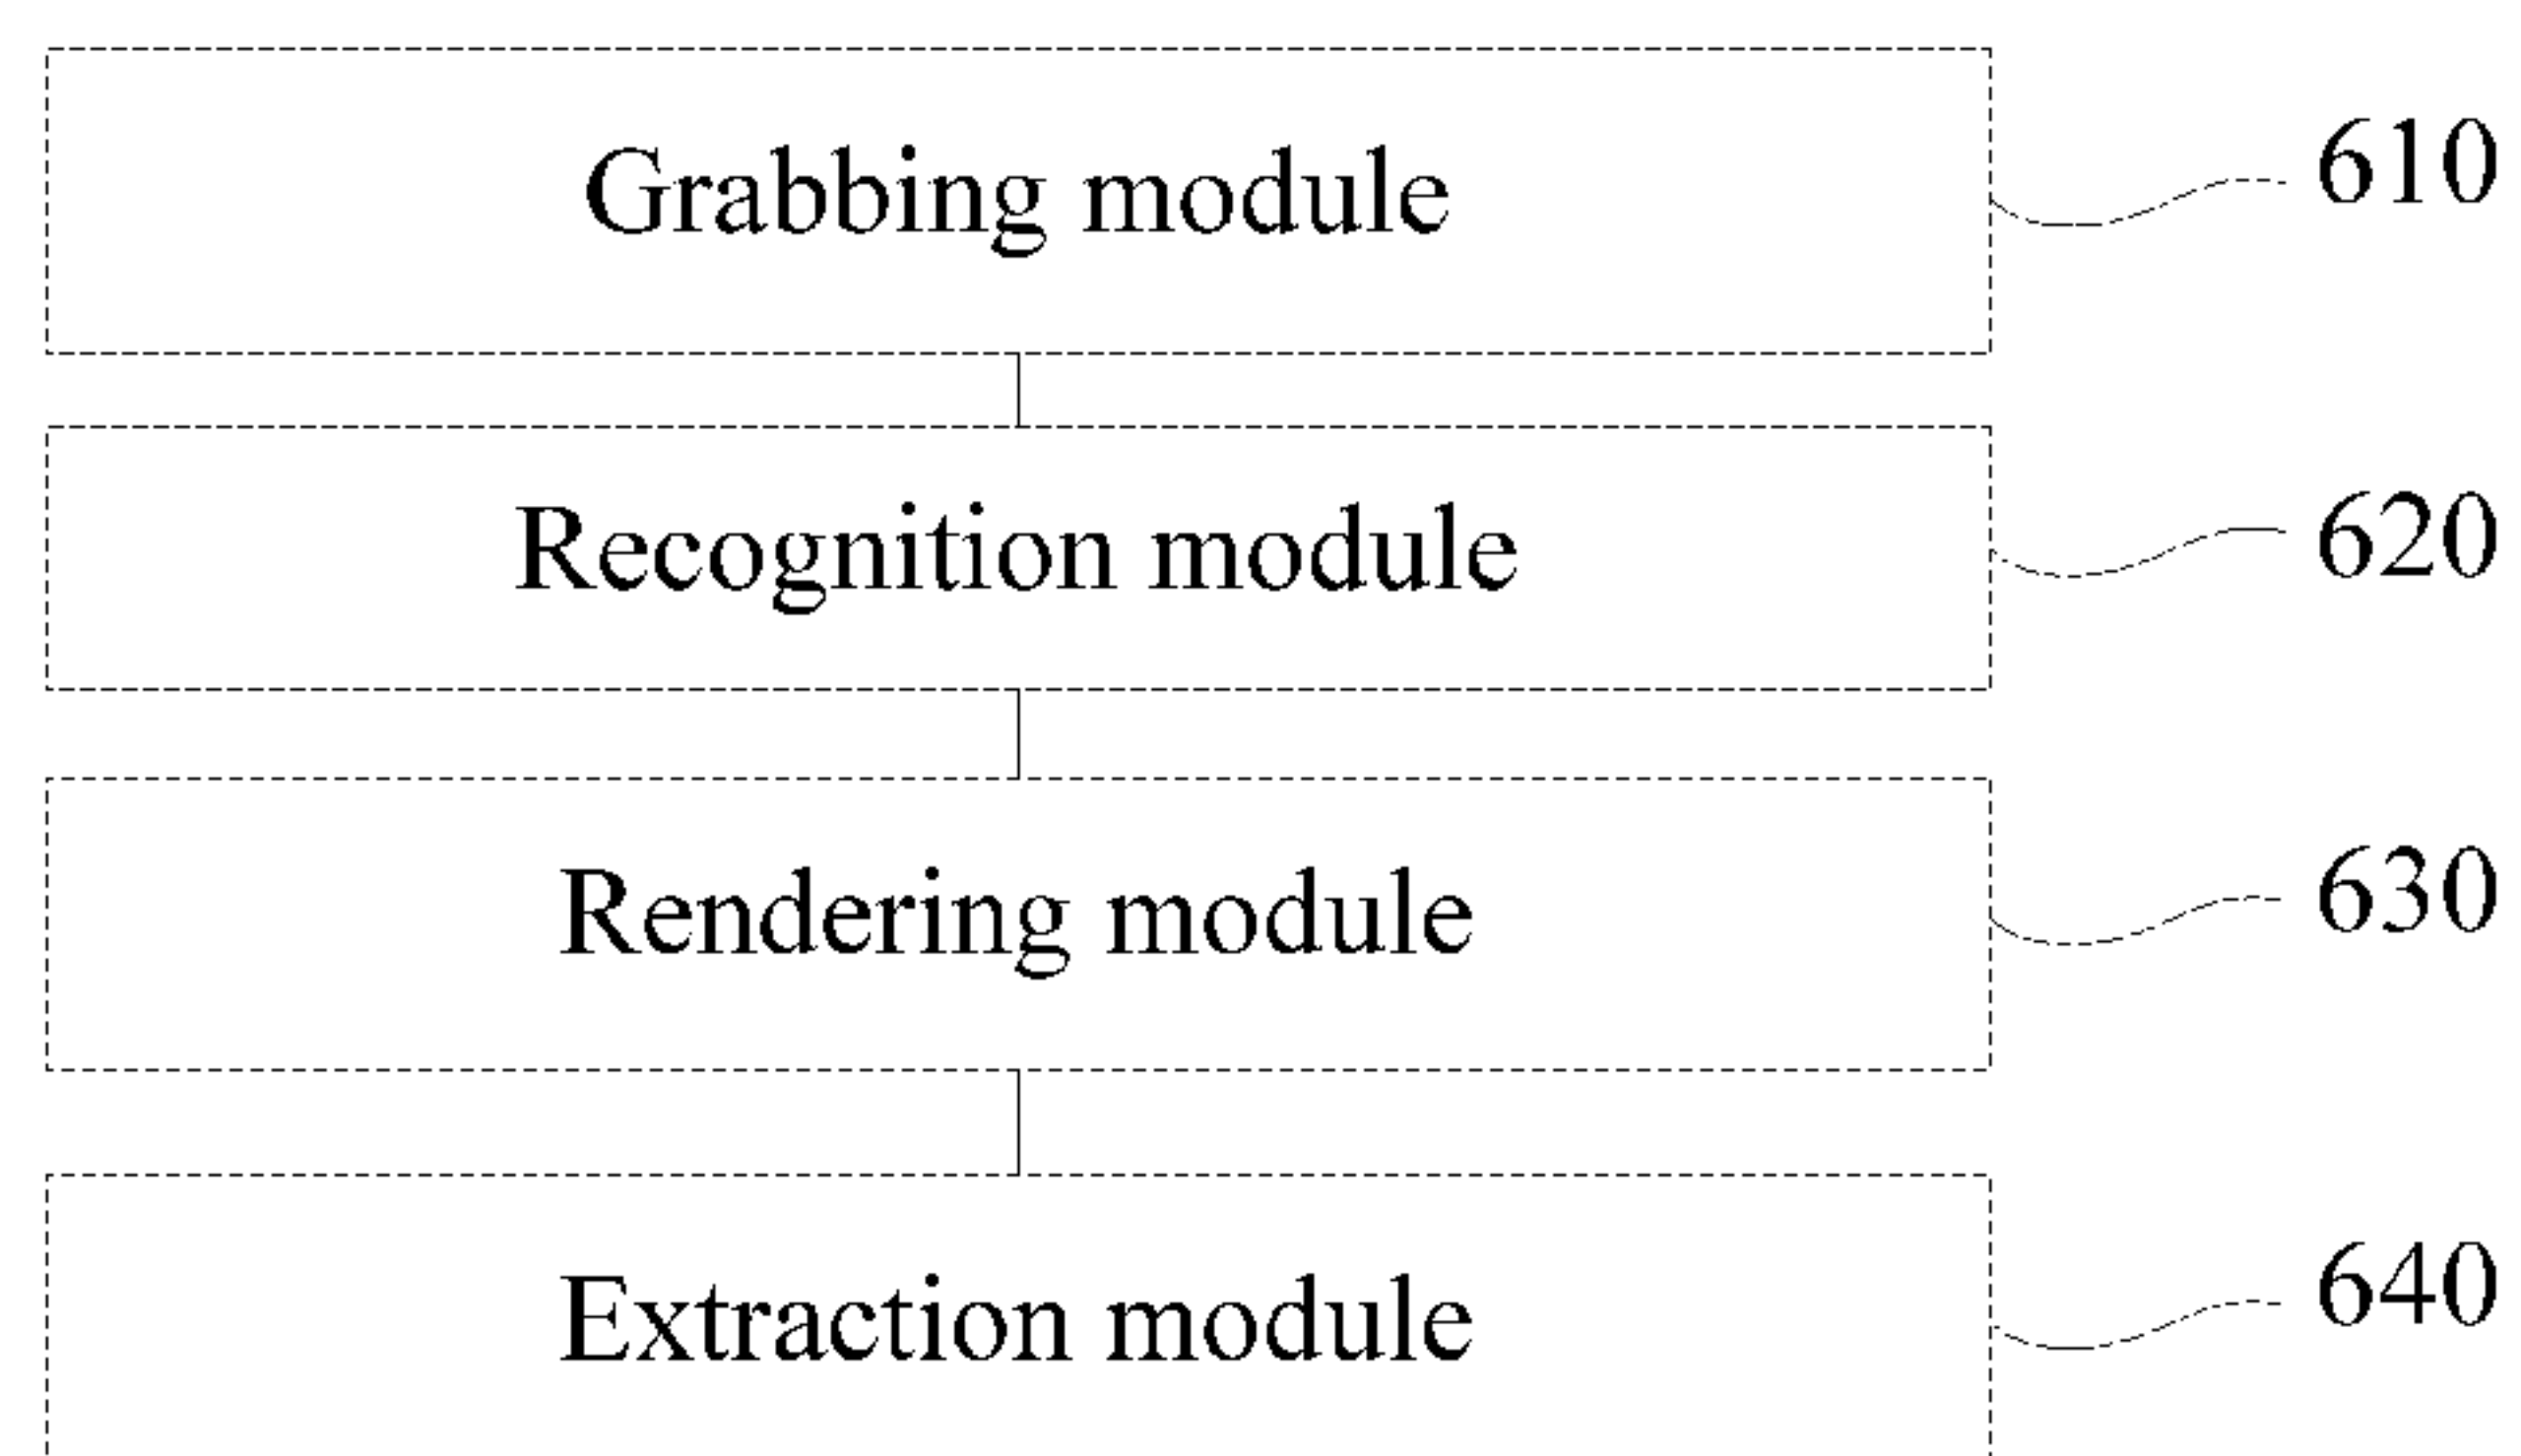 Grabbing module 610
Recognition module 620
Rendering module 630
Extraction module 640